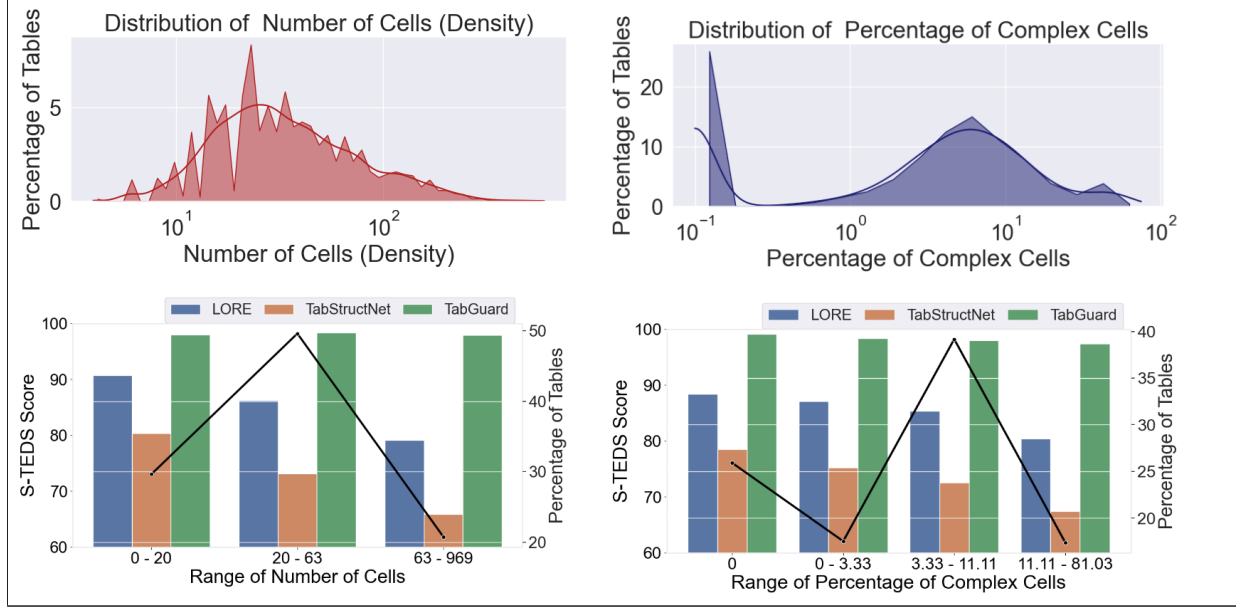 Distribution of Number of Cells (Density)
Percentage of Tables
5
0
10^1
10^2
Number of Cells (Density)
Distribution of Percentage of Complex Cells
Percentage of Tables
20
10
0
10^-1
10^0
10^1
10^2
Percentage of Complex Cells
LORE TabStructNet TabGuard
S-TEDS Score
100
90
80
70
60
50
40
30
20
Percentage of Tables
0 - 20
20 - 63
63 - 969
Range of Number of Cells
LORE TabStructNet TabGuard
S-TEDS Score
100
90
80
70
60
40
35
30
25
20
Percentage of Tables
0
0 - 3.33
3.33 - 11.11
11.11 - 81.03
Range of Percentage of Complex Cells